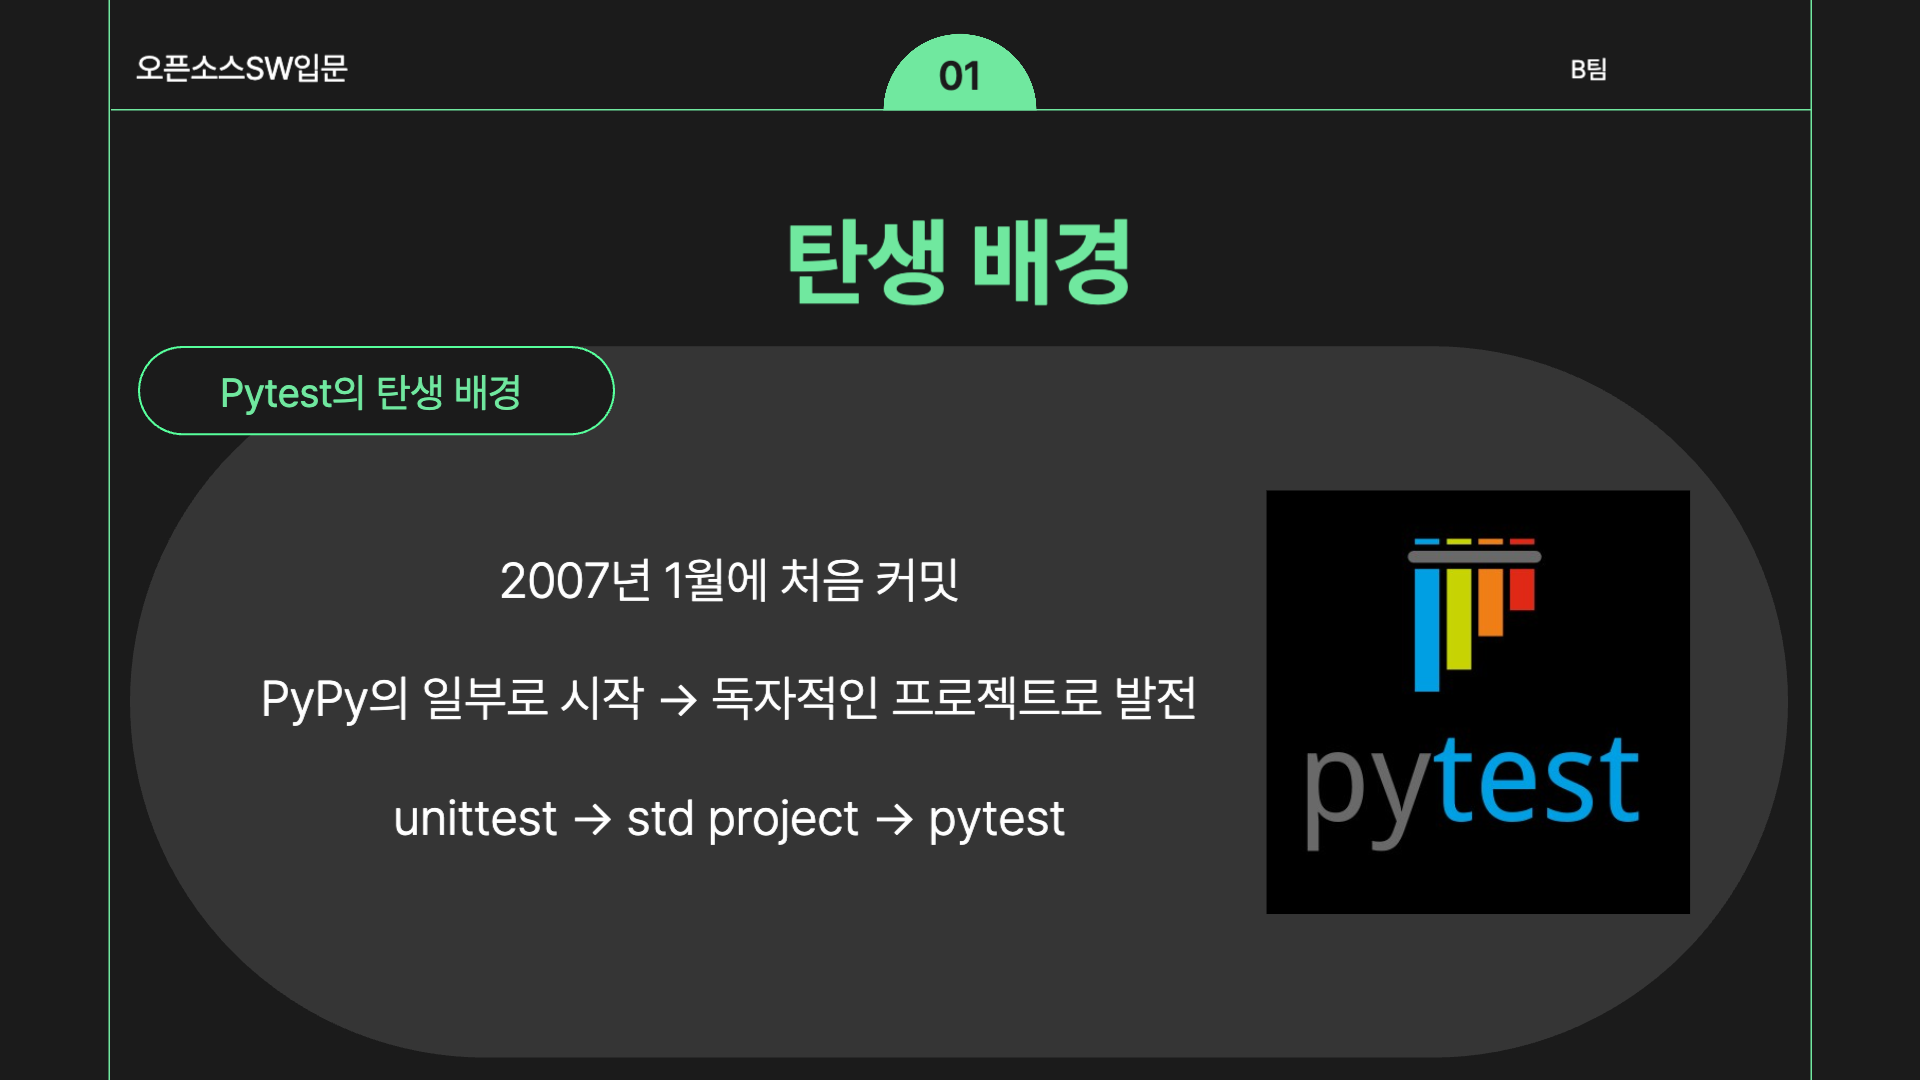 오픈소스SW입문
01
B팀
탄생 배경
Pytest의 탄생 배경
2007년 1월에 처음 커밋
PyPy의 일부로 시작 → 독자적인 프로젝트로 발전
unittest → std project → pytest
pytest